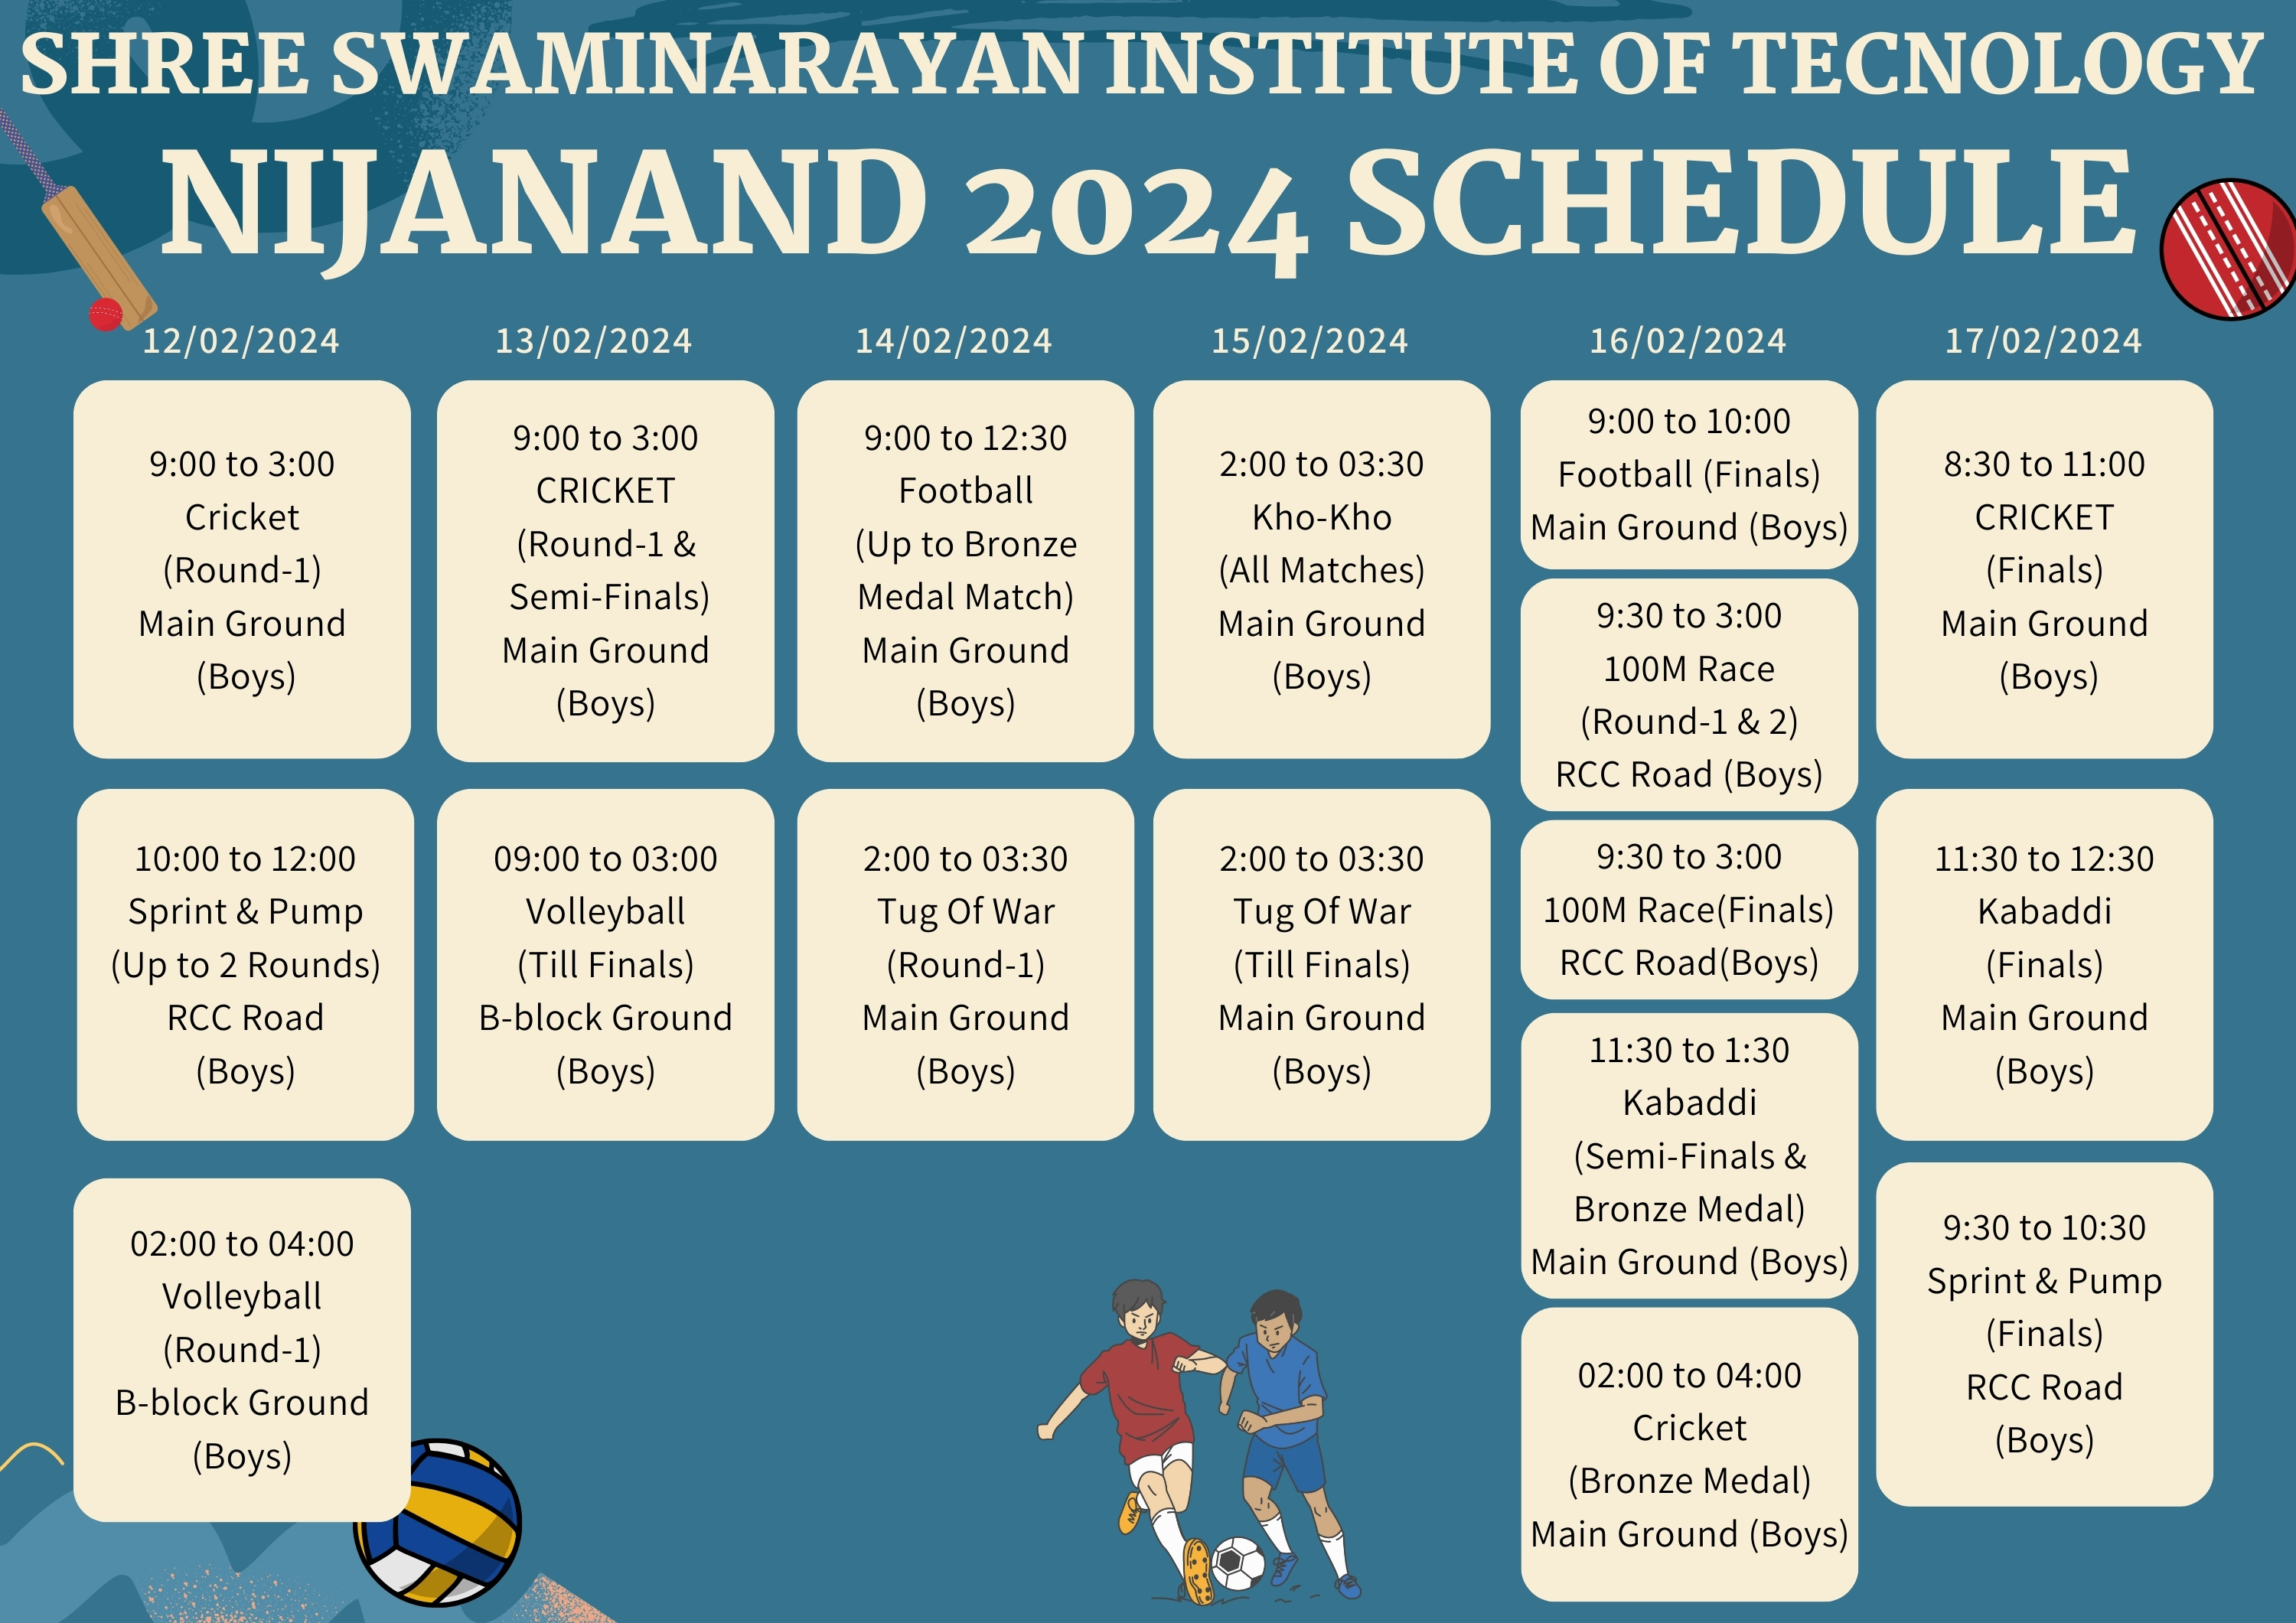 SHREE SWAMINARAYAN INSTITUTE OF TECNOLOGY
NIJANAND 2024 SCHEDULE
12/02/2024
9:00 to 3:00
Cricket
(Round-1)
Main Ground
(Boys)
10:00 to 12:00
Sprint & Pump
(Up to 2 Rounds)
RCC Road
(Boys)
02:00 to 04:00
Volleyball
(Round-1)
B-block Ground
(Boys)
13/02/2024
9:00 to 3:00
CRICKET
(Round-1 &
Semi-Finals)
Main Ground
(Boys)
09:00 to 03:00
Volleyball
(Till Finals)
B-block Ground
(Boys)
14/02/2024
9:00 to 12:30
Football
(Up to Bronze
Medal Match)
Main Ground
(Boys)
2:00 to 03:30
Tug Of War
(Round-1)
Main Ground
(Boys)
15/02/2024
2:00 to 03:30
Kho-Kho
(All Matches)
Main Ground
(Boys)
2:00 to 03:30
Tug Of War
(Till Finals)
Main Ground
(Boys)
16/02/2024
9:00 to 10:00
Football (Finals)
Main Ground (Boys)
9:30 to 3:00
100M Race
(Round-1 & 2)
RCC Road (Boys)
9:30 to 3:00
100M Race(Finals)
RCC Road(Boys)
11:30 to 1:30
Kabaddi
(Semi-Finals &
Bronze Medal)
Main Ground (Boys)
02:00 to 04:00
Cricket
(Bronze Medal)
Main Ground (Boys)
17/02/2024
8:30 to 11:00
CRICKET
(Finals)
Main Ground
(Boys)
11:30 to 12:30
Kabaddi
(Finals)
Main Ground
(Boys)
9:30 to 10:30
Sprint & Pump
(Finals)
RCC Road
(Boys)